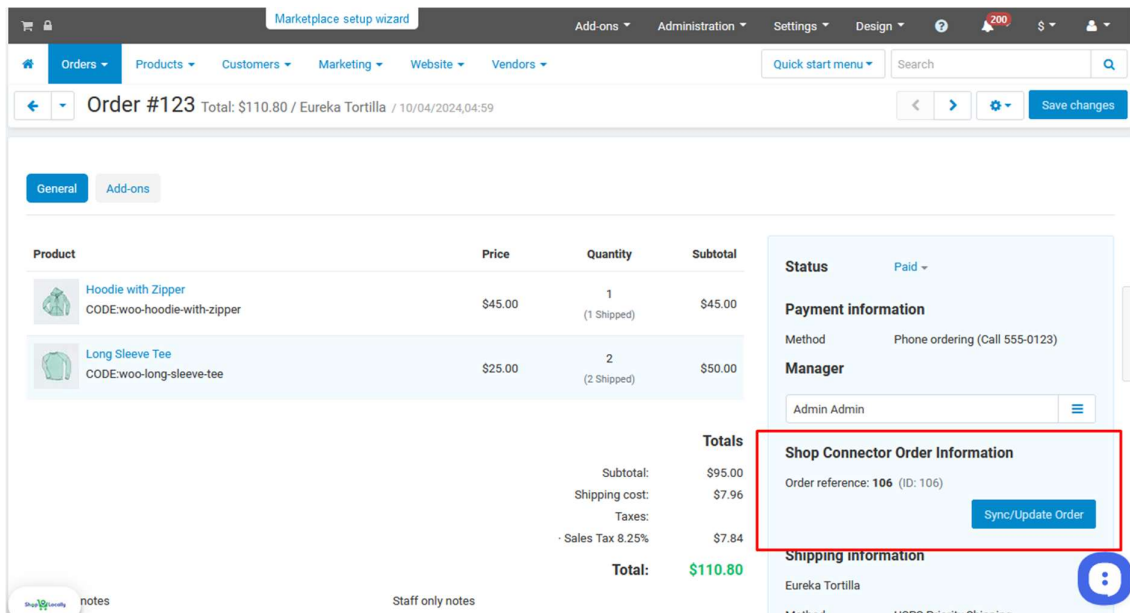 Marketplace setup wizard
Add-ons Administration Settings Design 200 $
Orders Products Customers Marketing Website Vendors Quick start menu Search
Order #123 Total: $110.80 / Eureka Tortilla / 10/04/2024,04:59 Save changes
General Add-ons
Product Price Quantity Subtotal
Hoodie with Zipper
CODE:woo-hoodie-with-zipper
$45.00 1 $45.00
(1 Shipped)
Long Sleeve Tee
CODE:woo-long-sleeve-tee
$25.00 2 $50.00
(2 Shipped)
Totals
Subtotal: $95.00
Shipping cost: $7.96
Taxes:
· Sales Tax 8.25% $7.84
Total: $110.80
Status Paid
Payment information
Method Phone ordering (Call 555-0123)
Manager
Admin Admin
Shop Connector Order Information
Order reference: 106 (ID: 106)
Sync/Update Order
Shipping information
Eureka Tortilla
Method USPS Priority Shipping
Shop Locally
notes Staff only notes